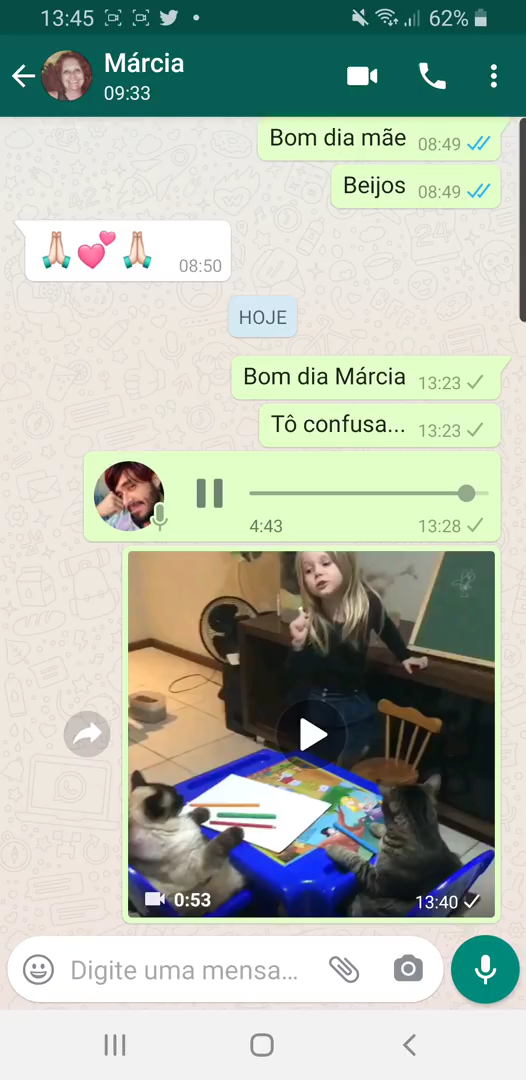 13:45
62%
Márcia
09:33
Bom dia mãe 08:49
Beijos 08:49
08:50
HOJE
Bom dia Márcia 13:23
Tô confusa... 13:23
4:43 13:28
0:53 13:40
Digite uma mensa...